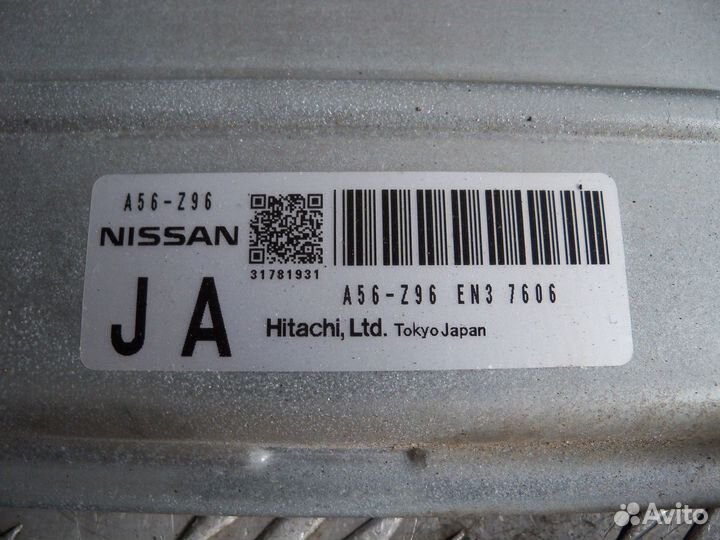 A56-Z96
NISSAN
31781931
JA
A56-Z96 EN3 7606
Hitachi, Ltd. Tokyo Japan
Avito